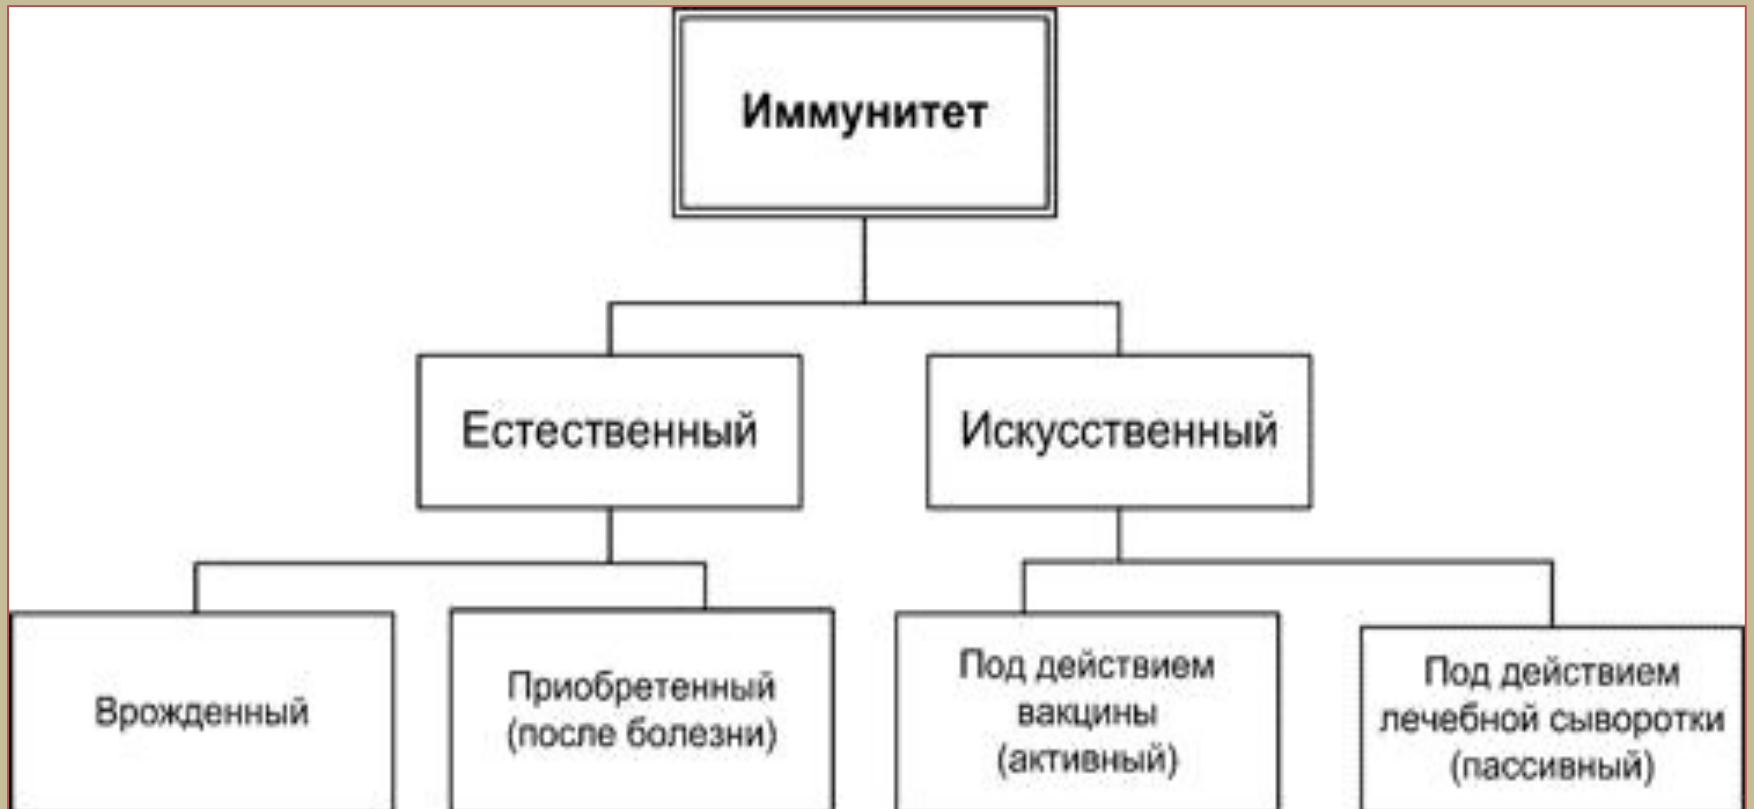 Иммунитет
Естественный
Искусственный
Врожденный
Приобретенный
(после болезни)
Под действием
вакцины
(активный)
Под действием
лечебной сыворотки
(пассивный)